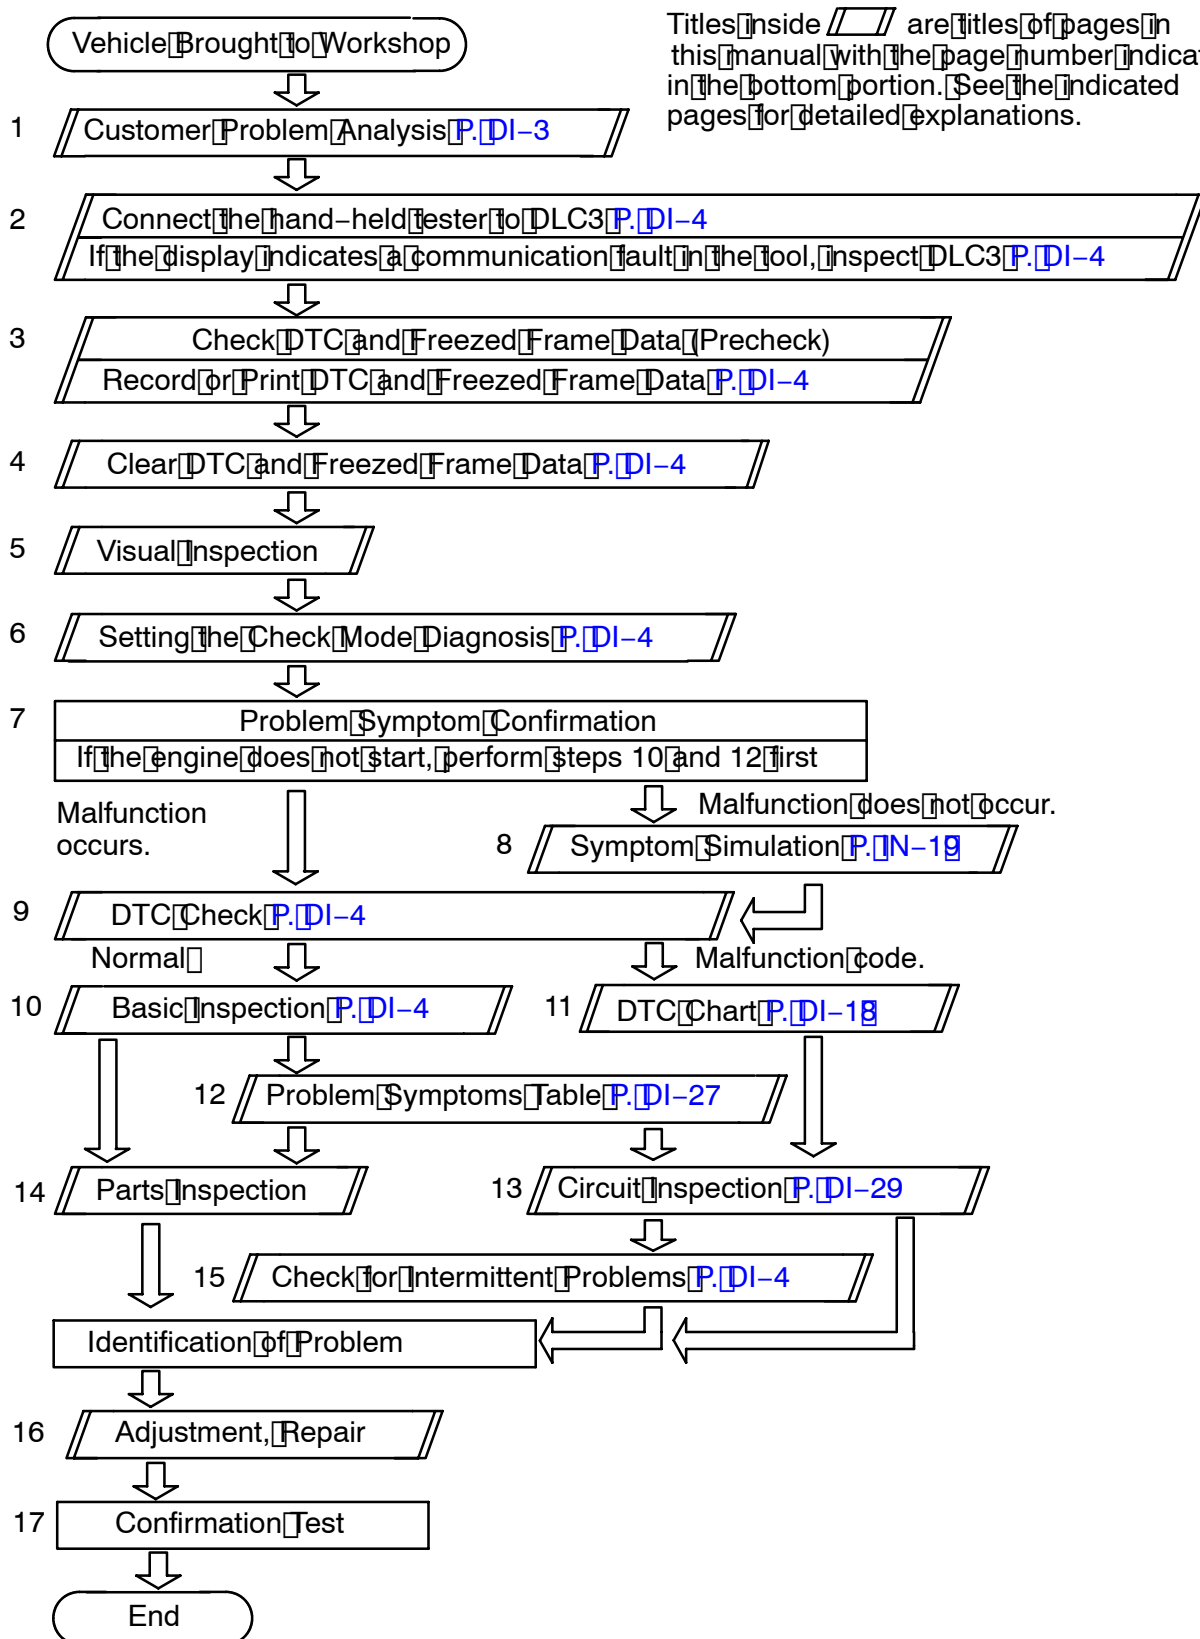 Vehicle Brought to Workshop
Titles inside are titles of pages in
this manual with the page number
in the bottom portion. See the indicated
pages for detailed explanations.
1 Customer Problem Analysis P. DI–3
2 Connect the hand–held tester to DLC3 P. DI–4
If the display indicates a communication fault in the tool, inspect DLC3 P. DI–4
3 Check DTC and Freezed Frame Data (Precheck)
Record or Print DTC and Freezed Frame Data P. DI–4
4 Clear DTC and Freezed Frame Data P. DI–4
5 Visual Inspection
6 Setting the Check Mode Diagnosis P. DI–4
7 Problem Symptom Confirmation
If the engine does not start, perform steps 10 and 12 first
Malfunction
occurs.
Malfunction does not occur.
8 Symptom Simulation P. IN–19
9 DTC Check P. DI–4
Normal
Malfunction code.
10 Basic Inspection P. DI–4
11 DTC Chart P. DI–18
12 Problem Symptoms Table P. DI–27
14 Parts Inspection
13 Circuit Inspection P. DI–29
15 Check for Intermittent Problems P. DI–4
Identification of Problem
16 Adjustment, Repair
17 Confirmation Test
End